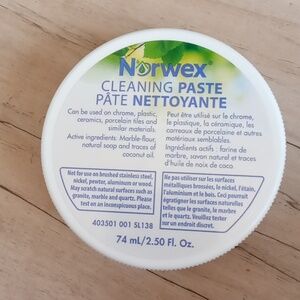 Norwex®
CLEANING PASTE
PÂTE NETTOYANTE
Can be used on chrome, plastic,
ceramics, porcelain tiles and
similar materials.
Active ingredients: Marble flour,
natural soap and traces of
coconut oil.
Peut être utilisé sur le chrome,
le plastique, la céramique, les
carreaux de porcelaine et autres
matériaux semblables.
Ingrédients actifs : farine de
marbre, savon naturel et traces
d'huile de noix de coco
Not for use on brushed stainless steel,
nickel, pewter, aluminum or wood.
May scratch natural surfaces such as
granite, marble and quartz. Please
test on an inconspicuous place.
Ne pas utiliser sur les surfaces
métalliques brossées, le nickel, l'étain,
l'aluminium et le bois. Ceci pourrait
égratigner les surfaces naturelles
telles que le granite, le marbre
et le quartz. Veuillez tester
sur un endroit discret.
403501 001 SL138
74 mL/2.50 Fl. Oz.